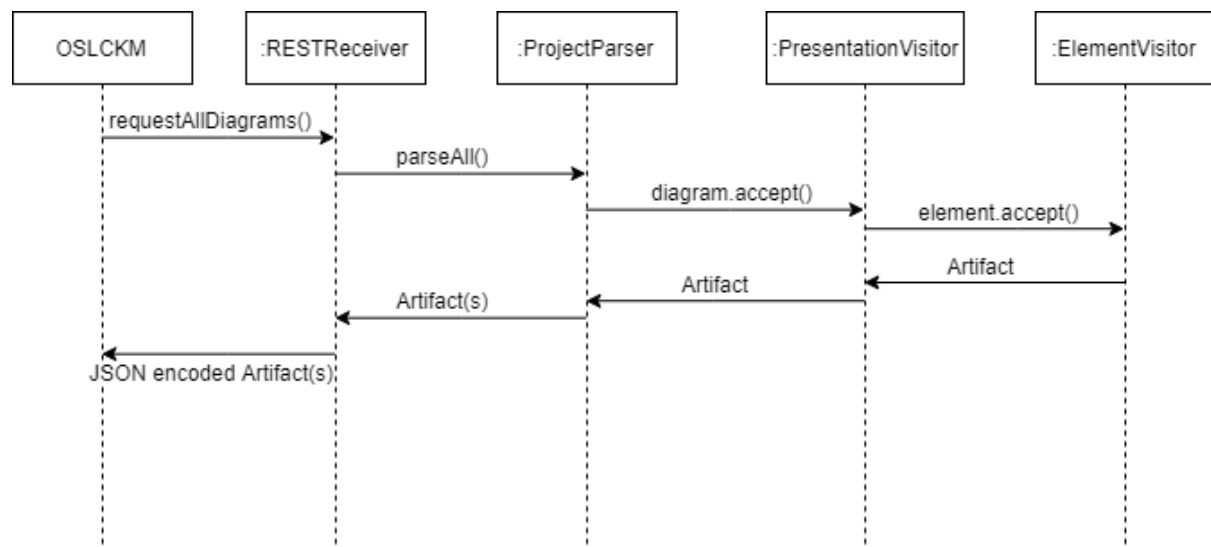 OSLCKM
:RESTReceiver
:ProjectParser
:PresentationVisitor
:ElementVisitor
requestAllDiagrams()
parseAll()
diagram.accept()
element.accept()
Artifact
Artifact
Artifact(s)
JSON encoded Artifact(s)